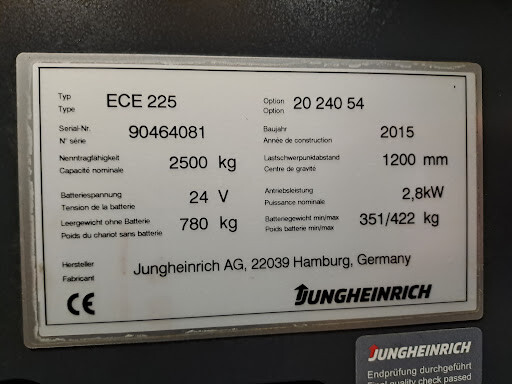 Typ
Type
ECE 225
Option
Option
20 240 54
Serial-Nr.
N° série
90464081
Baujahr
Année de construction
2015
Nenntragfähigkeit
Capacité nominale
2500 kg
Lastschwerpunktabstand
Centre de gravité
1200 mm
Batteriespannung
Tension de la batterie
24 V
Antriebsleistung
Puissance nominale
2,8kW
Leergewicht ohne Batterie
Poids du chariot sans batterie
780 kg
Batteriegewicht min/max
Poids batterie min/max
351/422 kg
Hersteller
Fabricant
Jungheinrich AG, 22039 Hamburg, Germany
CE
JUNGHEINRICH
JUNGHEINRICH
Endprüfung durchgeführt
Final quality check passed